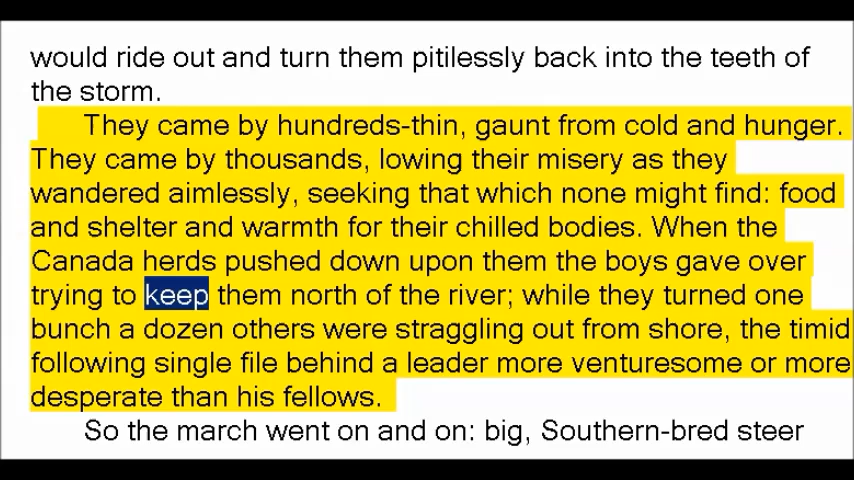 would ride out and turn them pitilessly back into the teeth of
the storm.
They came by hundreds-thin, gaunt from cold and hunger.
They came by thousands, lowing their misery as they
wandered aimlessly, seeking that which none might find: food
and shelter and warmth for their chilled bodies. When the
Canada herds pushed down upon them the boys gave over
trying to keep them north of the river; while they turned one
bunch a dozen others were straggling out from shore, the timid
following single file behind a leader more venturesome or more
desperate than his fellows.
So the march went on and on: big, Southern-bred steer